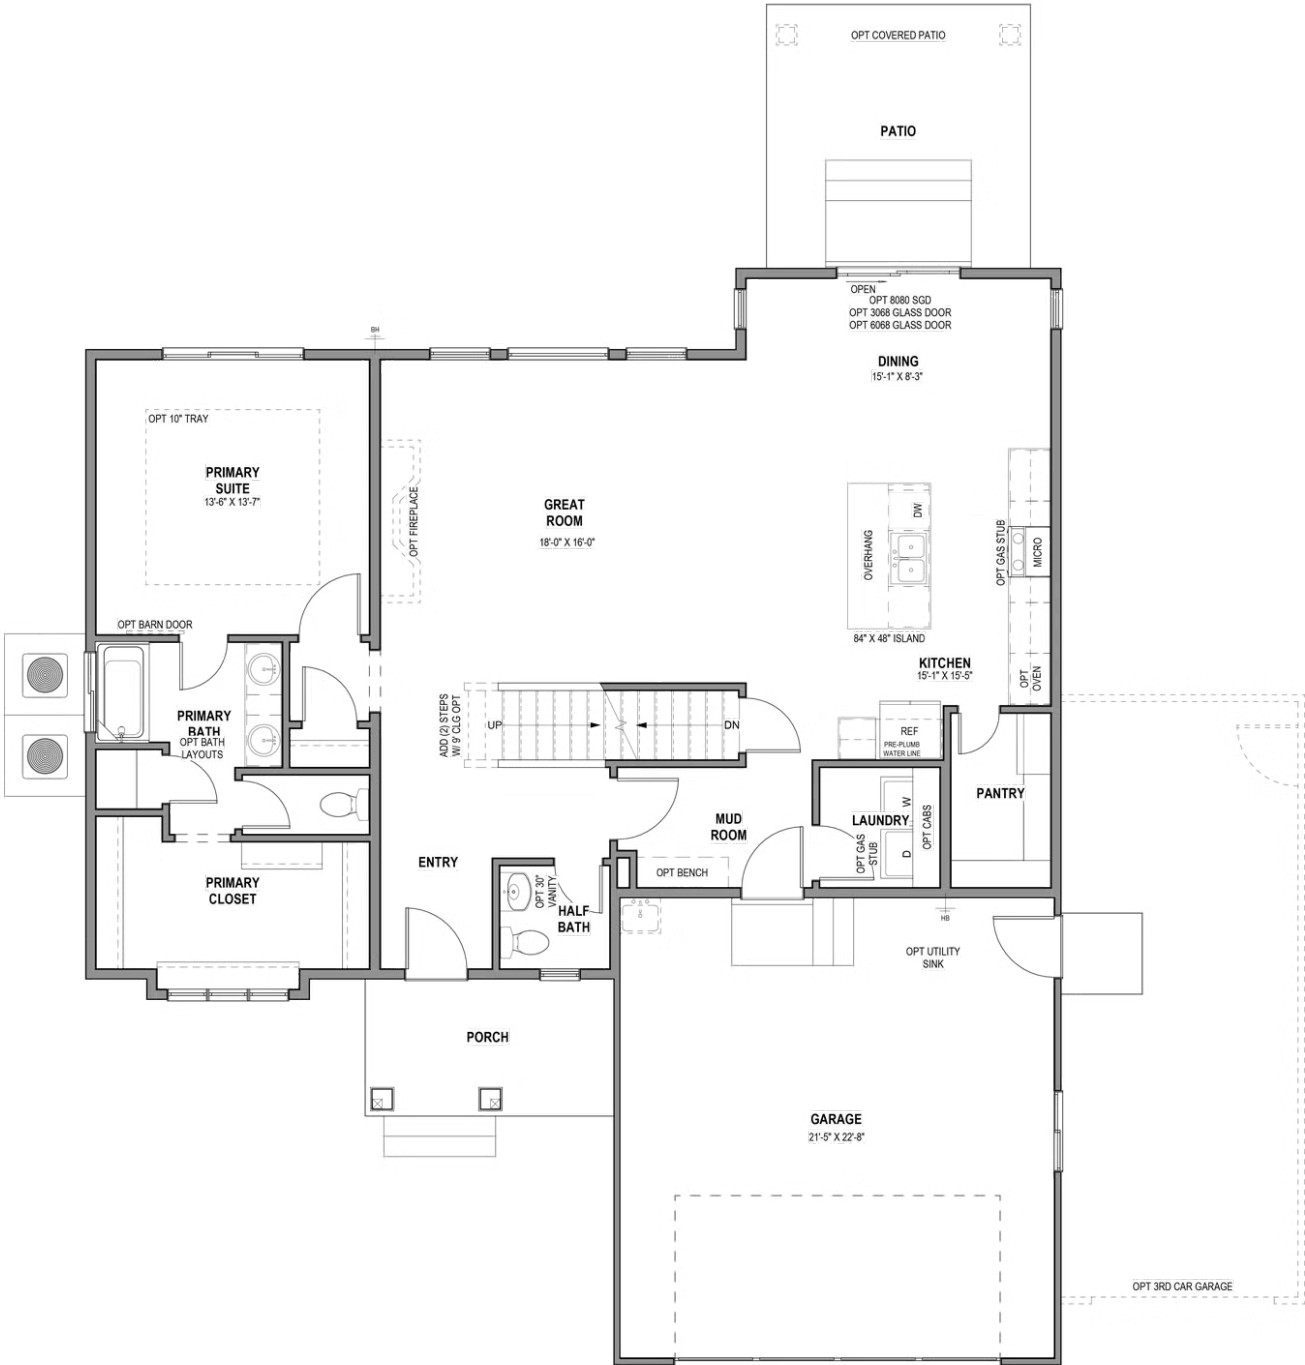 OPT COVERED PATIO
PATIO
OPEN
OPT 8080 SGD
OPT 3068 GLASS DOOR
OPT 6068 GLASS DOOR
DINING
15'-1" X 8'-3"
BH
OPT 10" TRAY
PRIMARY
SUITE
13'-6" X 13'-7"
OPT FIREPLACE
GREAT
ROOM
18'-0" X 16'-0"
OVERHANG
DW
OPT GAS STUB
MICRO
84" X 48" ISLAND
KITCHEN
15'-1" X 15'-5"
OPT
OVEN
OPT BARN DOOR
PRIMARY
BATH
OPT BATH
LAYOUTS
ADD (2) STEPS
W/ 9' CLG OPT
UP
DN
REF
PRE-PLUMB
WATER LINE
PANTRY
MUD
ROOM
LAUNDRY
W
D
OPT CABS
OPT GAS
STUB
ENTRY
OPT BENCH
PRIMARY
CLOSET
OPT 30"
VANITY
HALF
BATH
HB
OPT UTILITY
SINK
PORCH
GARAGE
21'-5" X 22'-8"
OPT 3RD CAR GARAGE